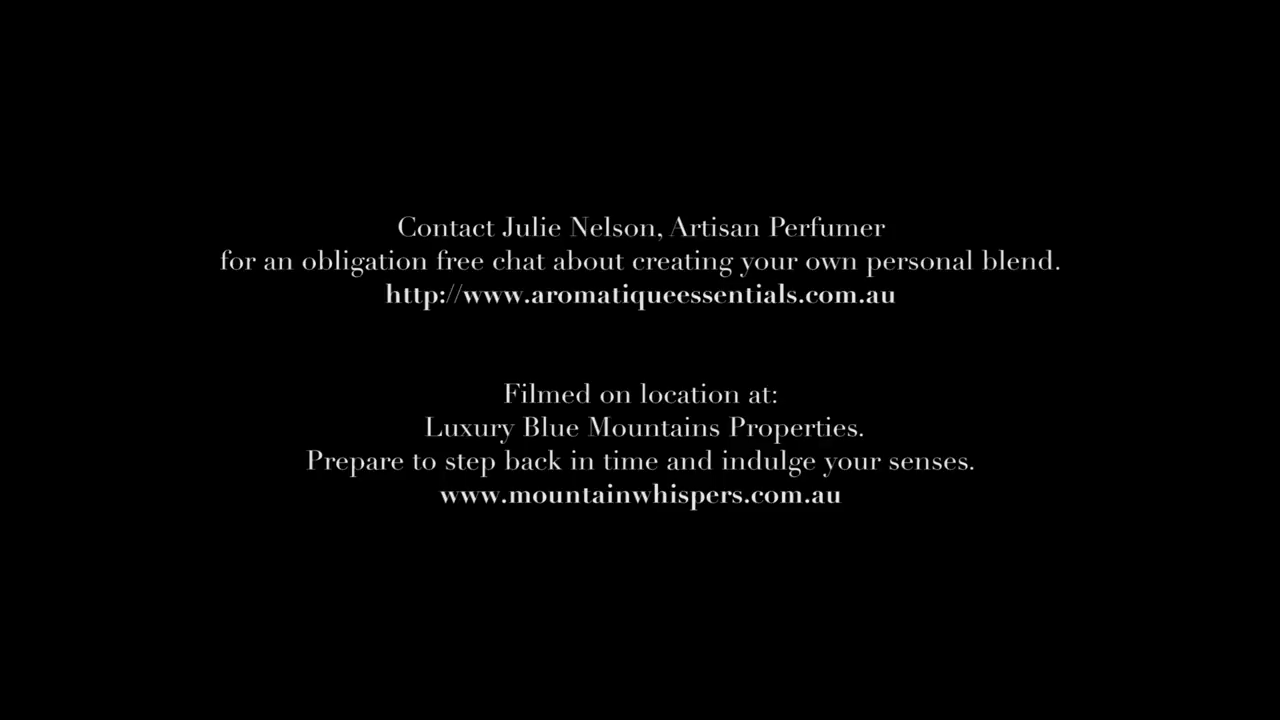 Contact Julie Nelson, Artisan Perfumer
for an obligation free chat about creating your own personal blend.
http://www.aromatiqueessentials.com.au
Filmed on location at:
Luxury Blue Mountains Properties.
Prepare to step back in time and indulge your senses.
www.mountainwhispers.com.au